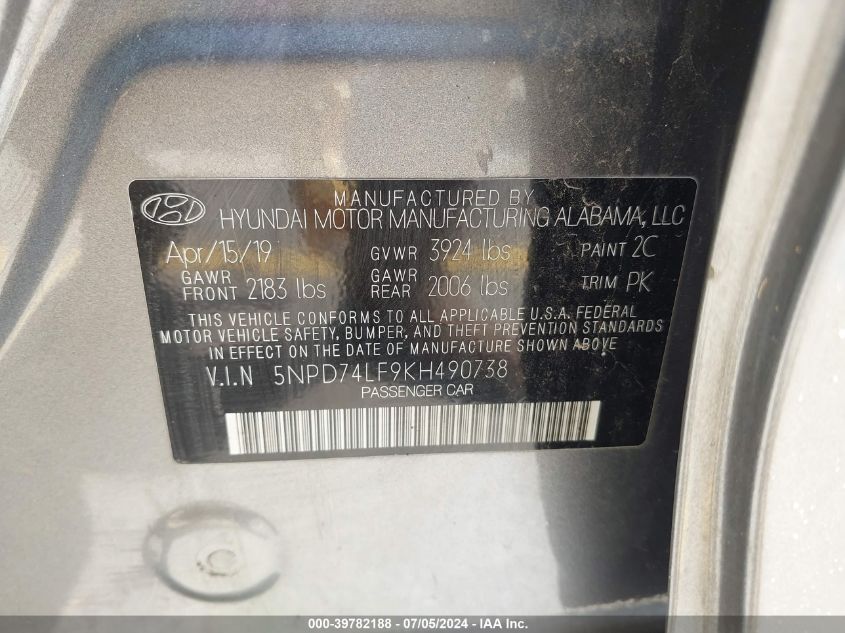 MANUFACTURED BY
HYUNDAI MOTOR MANUFACTURING ALABAMA, LLC
Apr/15/19 GVWR 3924 lbs PAINT 2C
GAWR FRONT 2183 lbs GAWR REAR 2006 lbs TRIM PK
THIS VEHICLE CONFORMS TO ALL APPLICABLE U.S.A. FEDERAL
MOTOR VEHICLE SAFETY, BUMPER, AND THEFT PREVENTION STANDARDS
IN EFFECT ON THE DATE OF MANUFACTURE SHOWN ABOVE
V.I.N 5NPD74LF9KH490738
PASSENGER CAR
000-39782188 - 07/05/2024 - IAA Inc.